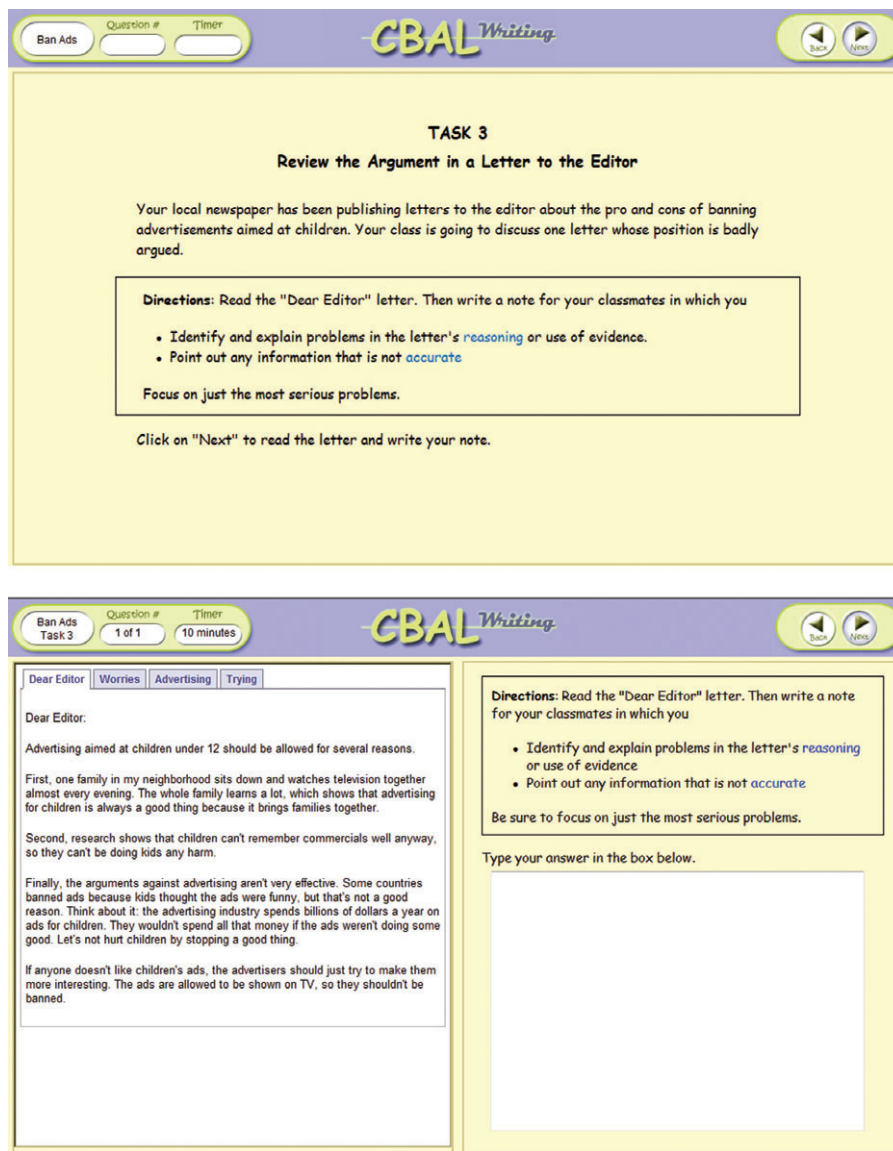 Ban Ads
Question #
Timer
CBAL Writing
Back
Next
TASK 3
Review the Argument in a Letter to the Editor
Your local newspaper has been publishing letters to the editor about the pro and cons of banning
advertisements aimed at children. Your class is going to discuss one letter whose position is badly
argued.
Directions: Read the "Dear Editor" letter. Then write a note for your classmates in which you
• Identify and explain problems in the letter's reasoning or use of evidence.
• Point out any information that is not accurate
Focus on just the most serious problems.
Click on "Next" to read the letter and write your note.
Ban Ads
Task 3
Question #
1 of 1
Timer
10 minutes
CBAL Writing
Back
Next
Dear Editor Worries Advertising Trying
Dear Editor:
Advertising aimed at children under 12 should be allowed for several reasons.
First, one family in my neighborhood sits down and watches television together
almost every evening. The whole family learns a lot, which shows that advertising
for children is always a good thing because it brings families together.
Second, research shows that children can't remember commercials well anyway,
so they can't be doing kids any harm.
Finally, the arguments against advertising aren't very effective. Some countries
banned ads because kids thought the ads were funny, but that's not a good
reason. Think about it: the advertising industry spends billions of dollars a year on
ads for children. They wouldn't spend all that money if the ads weren't doing some
good. Let's not hurt children by stopping a good thing.
If anyone doesn't like children's ads, the advertisers should just try to make them
more interesting. The ads are allowed to be shown on TV, so they shouldn't be
banned.
Directions: Read the "Dear Editor" letter. Then write a note
for your classmates in which you
• Identify and explain problems in the letter's reasoning
or use of evidence
• Point out any information that is not accurate
Be sure to focus on just the most serious problems.
Type your answer in the box below.